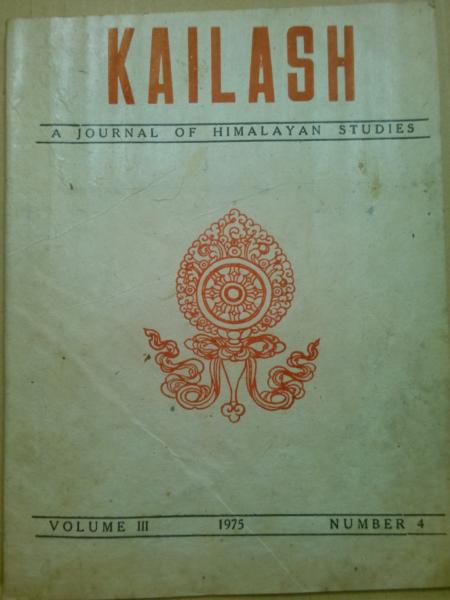 KAILASH
A JOURNAL OF HIMALAYAN STUDIES
VOLUME III 1975 NUMBER 4